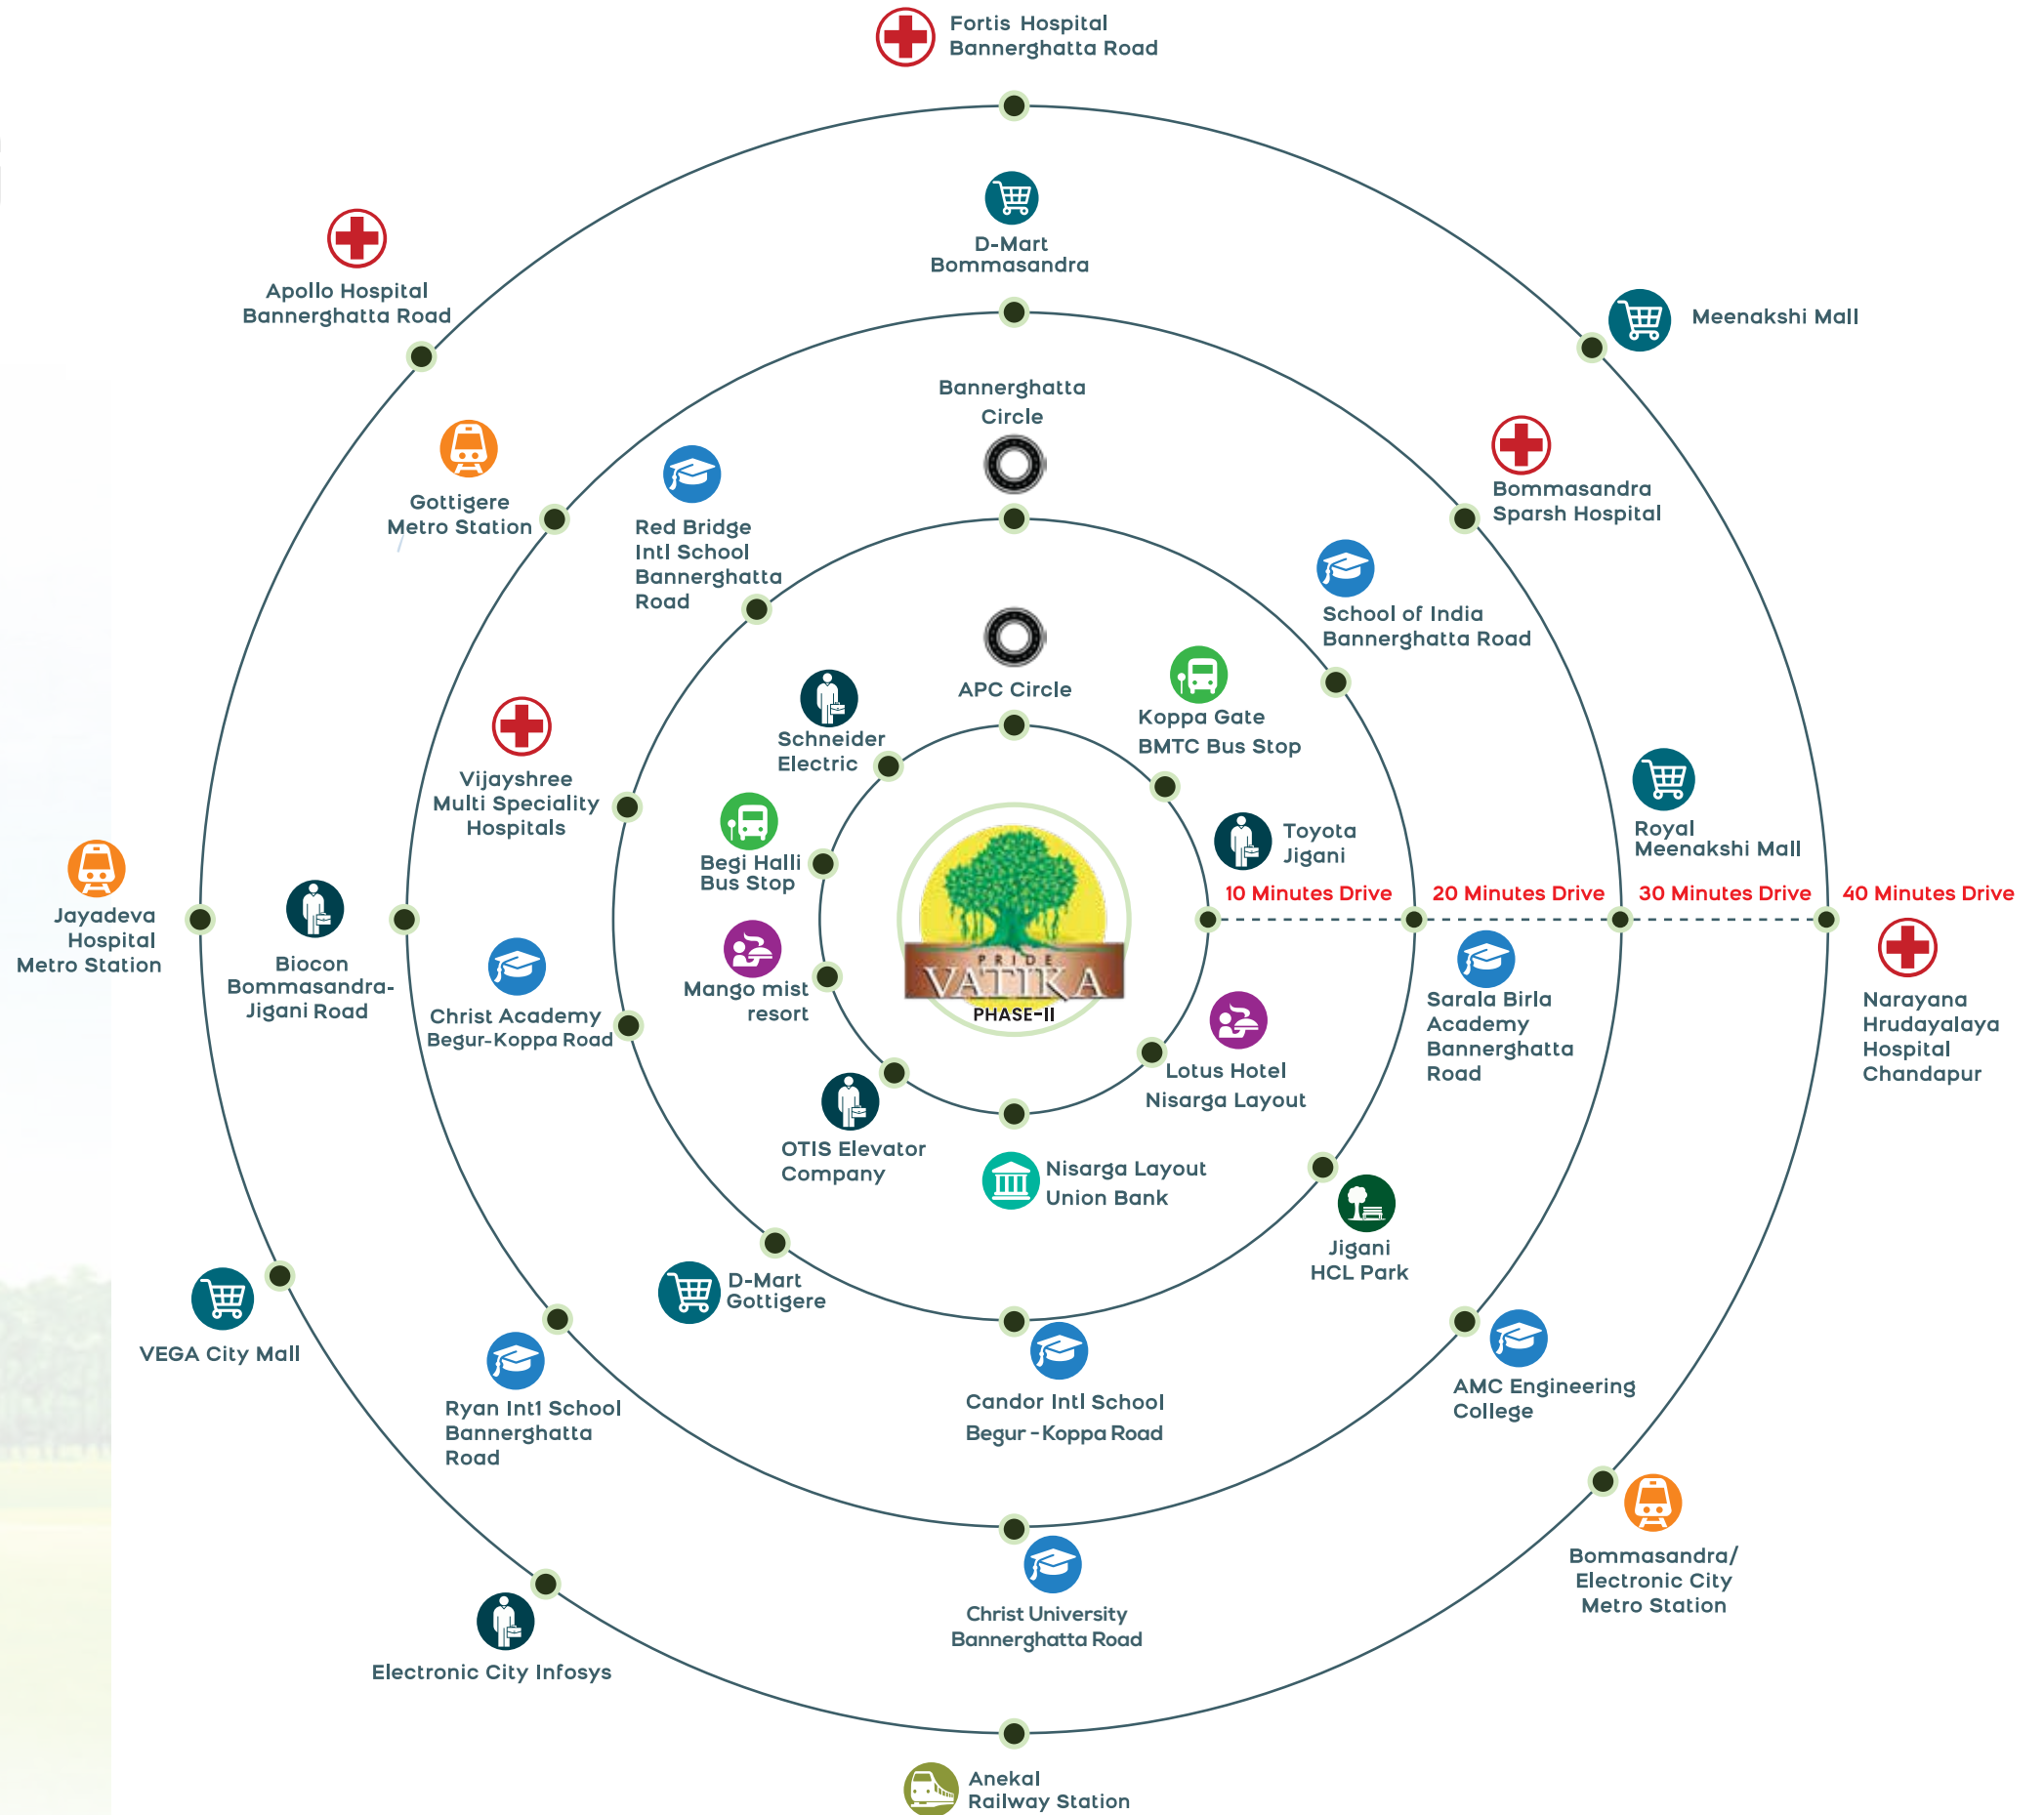 Fortis Hospital
Bannerghatta Road
D-Mart
Bommasandra
Apollo Hospital
Bannerghatta Road
Meenakshi Mall
Bannerghatta
Circle
Gottigere
Metro Station
Red Bridge
Intl School
Bannerghatta
Road
Bommasandra
Sparsh Hospital
School of India
Bannerghatta Road
APC Circle
Koppa Gate
BMTC Bus Stop
Schneider
Electric
Vijayshree
Multi Speciality
Hospitals
Begi Halli
Bus Stop
Toyota
Jigani
Royal
Meenakshi Mall
10 Minutes Drive
20 Minutes Drive
30 Minutes Drive
40 Minutes Drive
Jayadeva
Hospital
Metro Station
Biocon
Bommasandra-
Jigani Road
Christ Academy
Begur-Koppa Road
Mango mist
resort
PRIDE
VATIKA
PHASE-II
Sarala Birla
Academy
Bannerghatta
Road
Narayana
Hrudayalaya
Hospital
Chandapur
Lotus Hotel
Nisarga Layout
OTIS Elevator
Company
Nisarga Layout
Union Bank
Jigani
HCL Park
D-Mart
Gottigere
VEGA City Mall
Ryan Int1 School
Bannerghatta
Road
Candor Intl School
Begur - Koppa Road
AMC Engineering
College
Bommasandra/
Electronic City
Metro Station
Christ University
Bannerghatta Road
Electronic City Infosys
Anekal
Railway Station